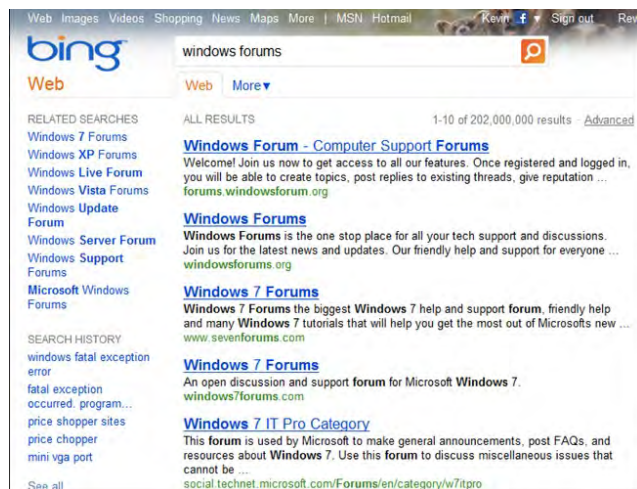 Web Images Videos Shopping News Maps More | MSN Hotmail
Kevin f ▾ Sign out Rew
bing
windows forums
Web
Web More▾
RELATED SEARCHES
Windows 7 Forums
Windows XP Forums
Windows Live Forum
Windows Vista Forums
Windows Update
Forum
Windows Server Forum
Windows Support
Forums
Microsoft Windows
Forums
SEARCH HISTORY
windows fatal exception
error
fatal exception
occurred. program...
price shopper sites
price chopper
mini vga port
See all
ALL RESULTS
1-10 of 202,000,000 results · Advanced
Windows Forum - Computer Support Forums
Welcome! Join us now to get access to all our features. Once registered and logged in,
you will be able to create topics, post replies to existing threads, give reputation ...
forums.windowsforum.org
Windows Forums
Windows Forums is the one stop place for all your tech support and discussions.
Join us for the latest news and updates. Our friendly help and support for everyone ...
windowsforums.org
Windows 7 Forums
Windows 7 Forums the biggest Windows 7 help and support forum, friendly help
and many Windows 7 tutorials that will help you get the most out of Microsofts new ...
www.sevenforums.com
Windows 7 Forums
An open discussion and support forum for Microsoft Windows 7.
windows7forums.com
Windows 7 IT Pro Category
This forum is used by Microsoft to make general announcements, post FAQs, and
resources about Windows 7. Use this forum to discuss miscellaneous issues that
cannot be ...
social.technet.microsoft.com/Forums/en/category/w7itpro